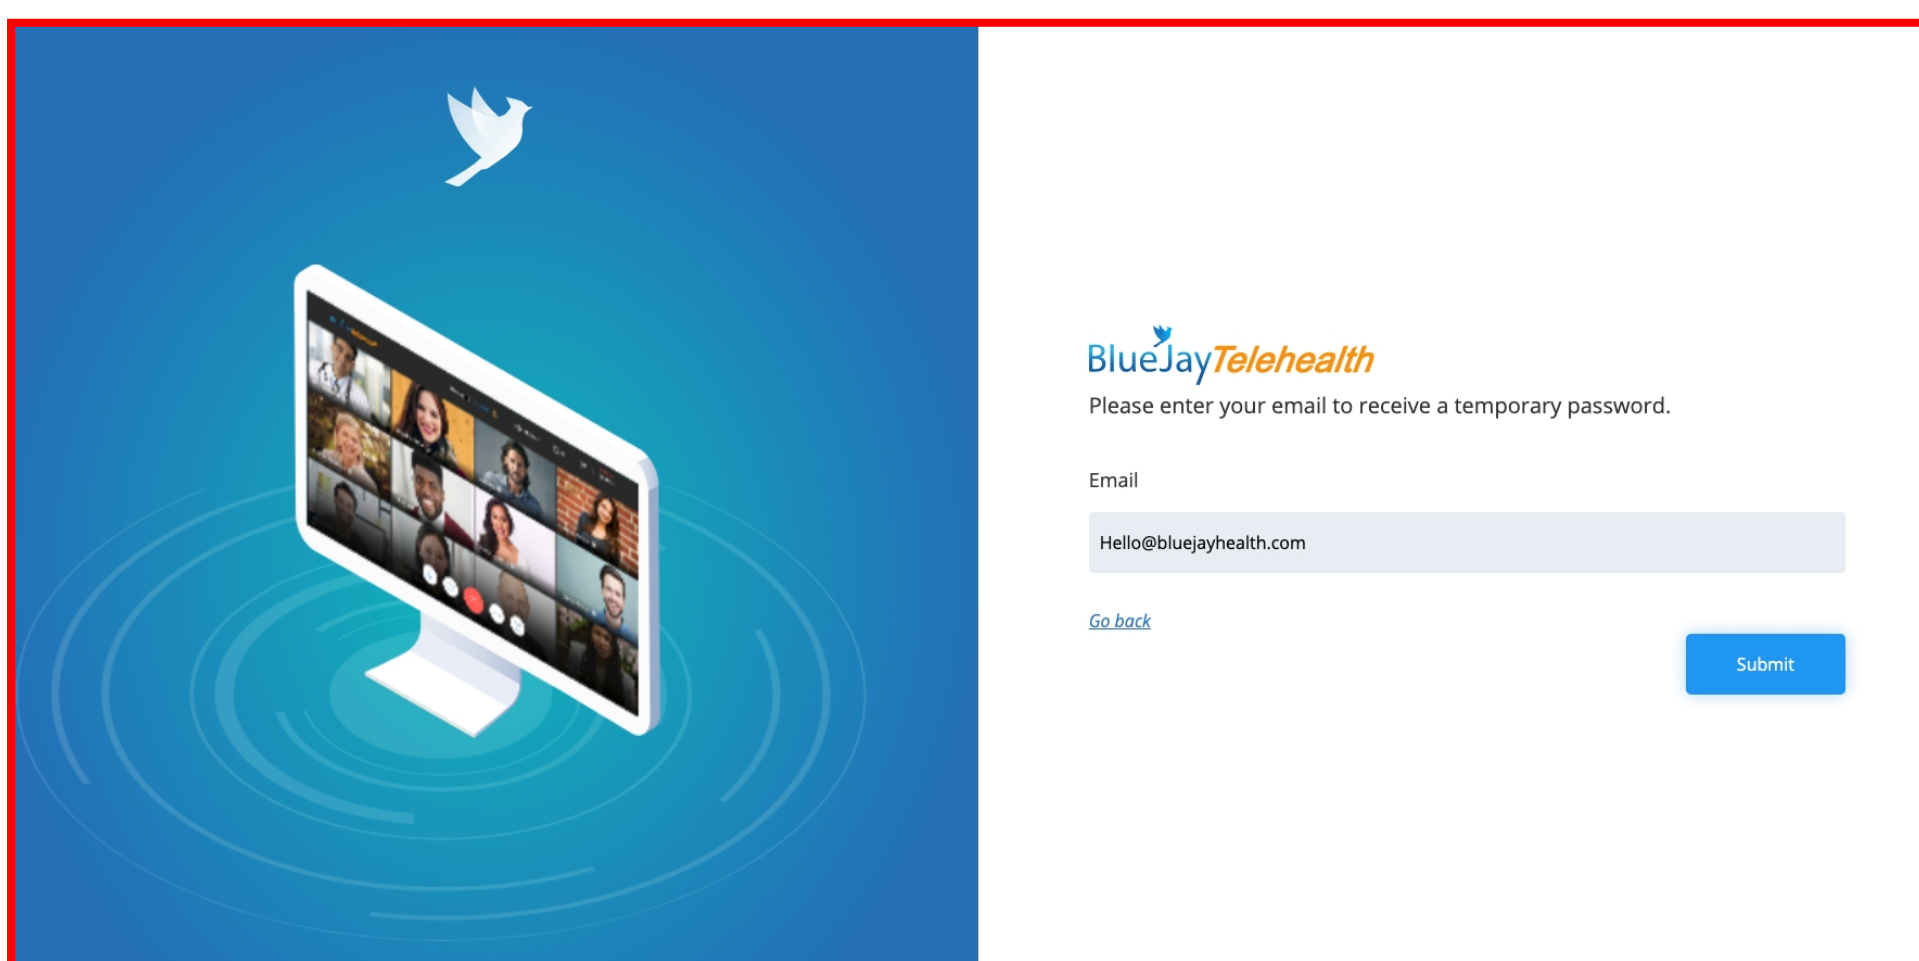 BlueJayTelehealth
Please enter your email to receive a temporary password.
Email
Hello@bluejayhealth.com
Go back
Submit